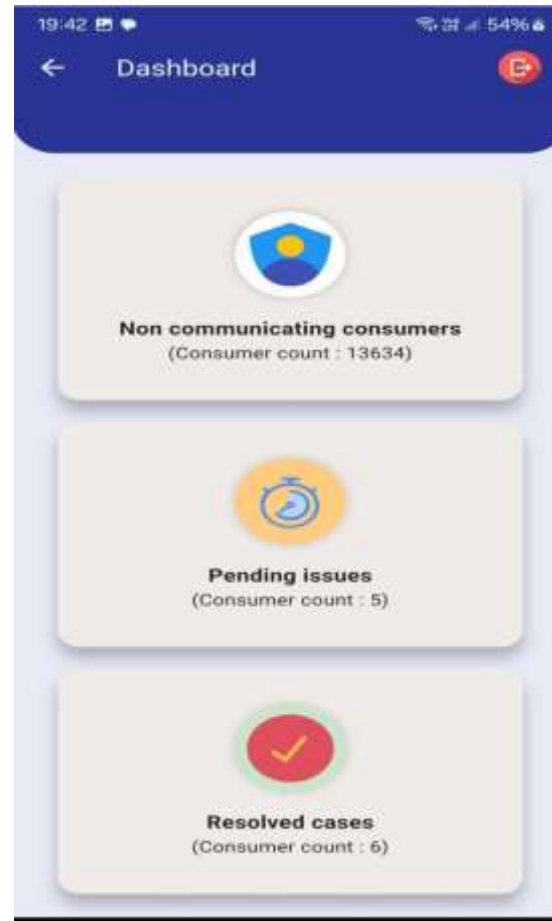 19:42 54%
Dashboard
Non communicating consumers
(Consumer count : 13634)
Pending issues
(Consumer count : 5)
Resolved cases
(Consumer count : 6)